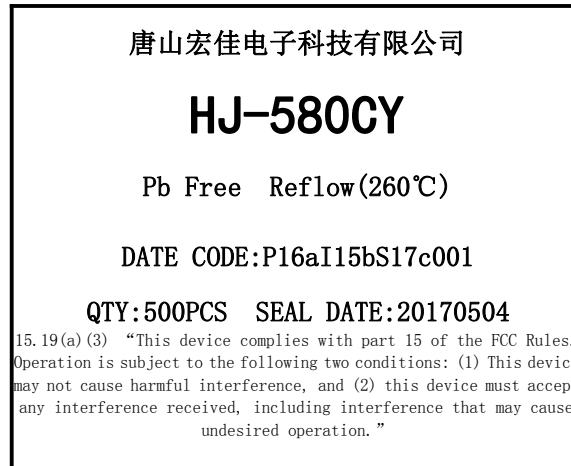 唐山宏佳电子科技有限公司
HJ-580CY
Pb Free Reflow(260℃)
DATE CODE:P16aI15bS17c001
QTY:500PCS SEAL DATE:20170504
15.19(a)(3) “This device complies with part 15 of the FCC Rules.
Operation is subject to the following two conditions: (1) This devic
may not cause harmful interference, and (2) this device must accep
any interference received, including interference that may cause
undesired operation.”